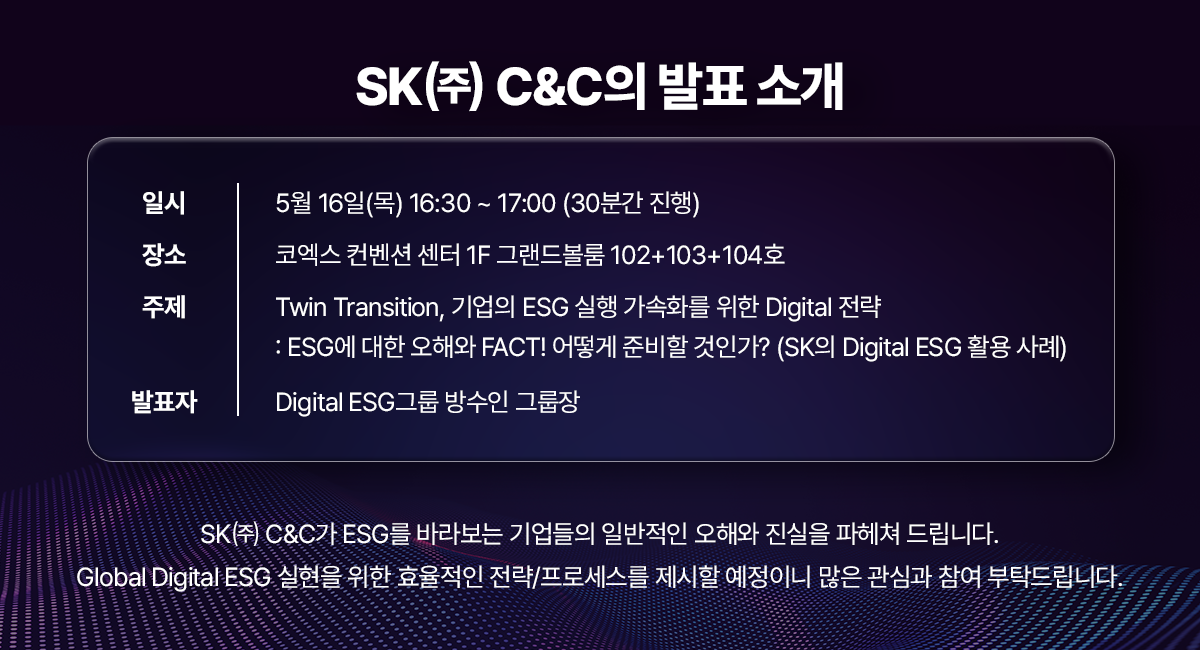 SK㈜ C&C의 발표 소개
일시 5월 16일(목) 16:30 ~ 17:00 (30분간 진행)
장소 코엑스 컨벤션 센터 1F 그랜드볼룸 102+103+104호
주제 Twin Transition, 기업의 ESG 실행 가속화를 위한 Digital 전략
: ESG에 대한 오해와 FACT! 어떻게 준비할 것인가? (SK의 Digital ESG 활용 사례)
발표자 Digital ESG그룹 방수인 그룹장
SK㈜ C&C가 ESG를 바라보는 기업들의 일반적인 오해와 진실을 파헤쳐 드립니다.
Global Digital ESG 실현을 위한 효율적인 전략/프로세스를 제시할 예정이니 많은 관심과 참여 부탁드립니다.